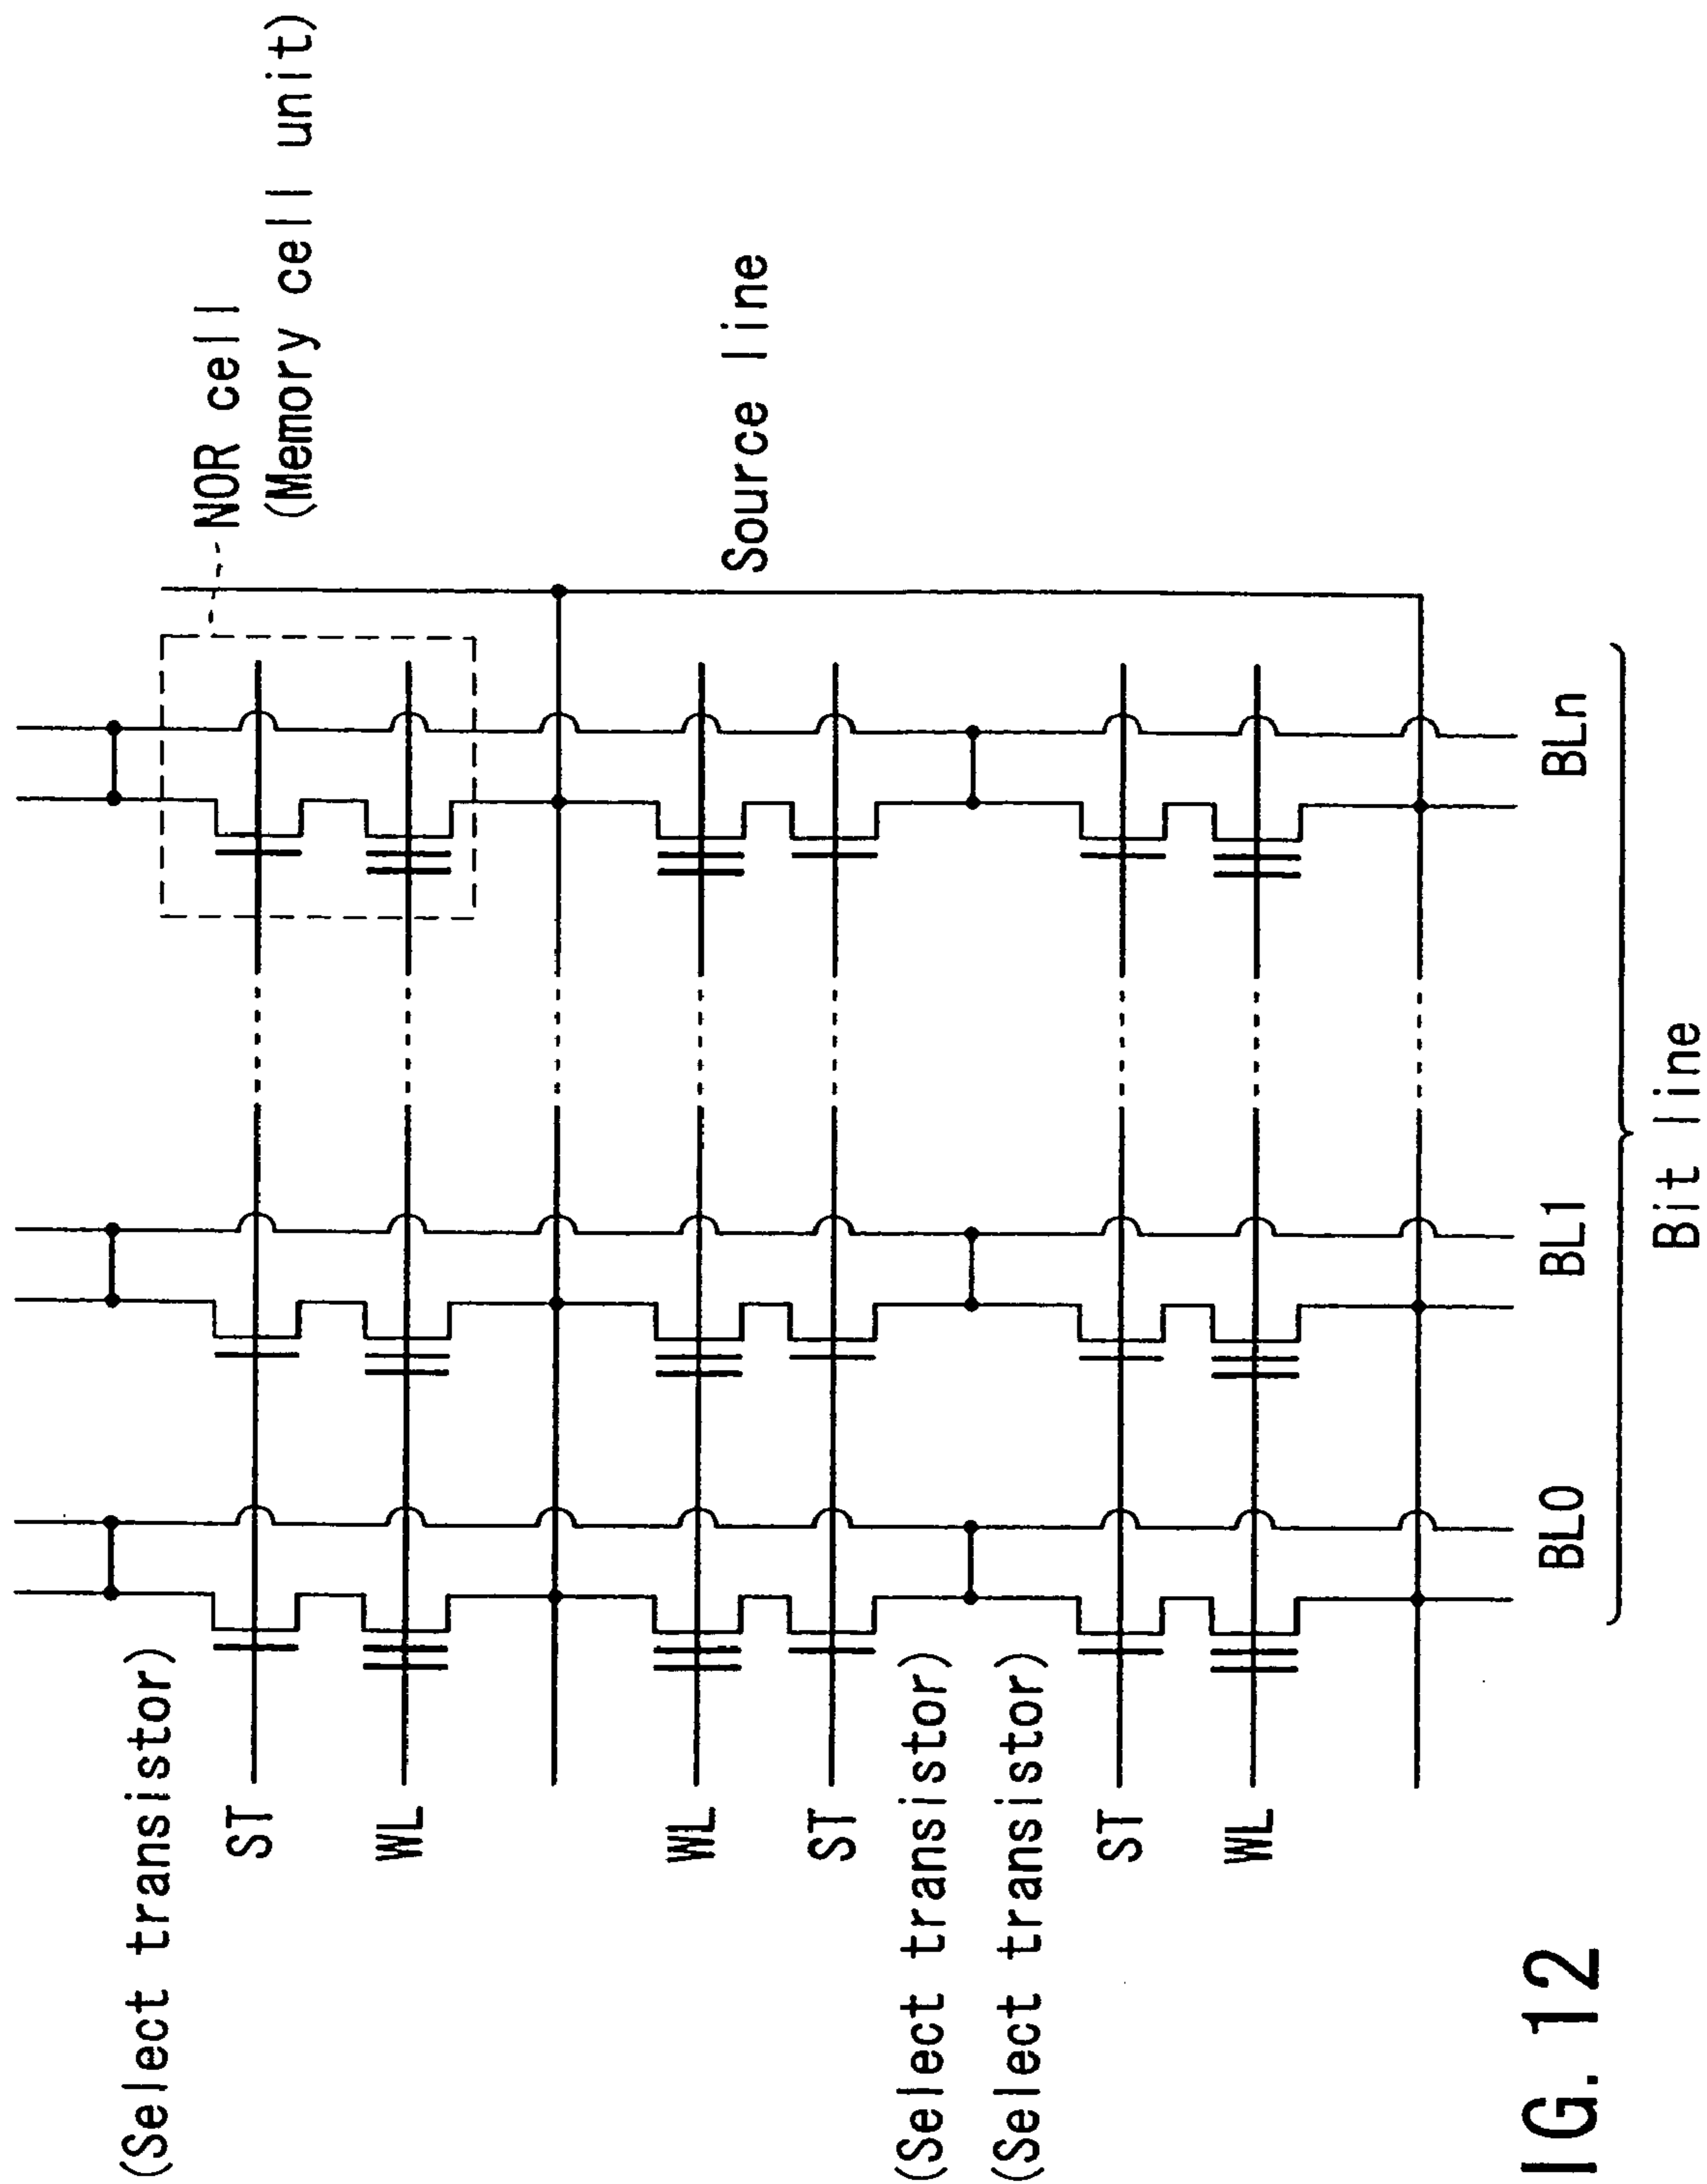 (Select transistor)
NOR cell
ST
(Memory cell unit)
WL
WL
Source line
ST
(Select transistor)
(Select transistor)
ST
WL
BL0 BL1 BLn
IG. 12
Bit line